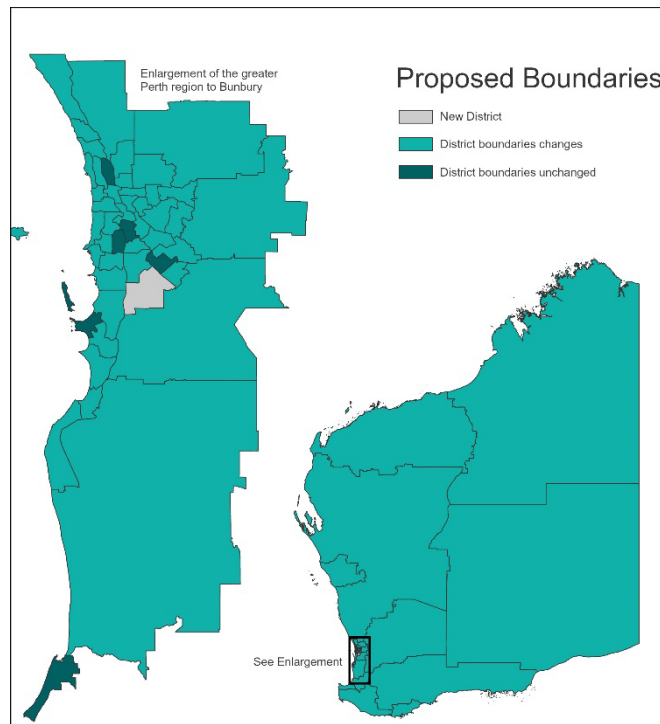 Enlargement of the greater
Perth region to Bunbury
Proposed Boundaries
New District
District boundaries changes
District boundaries unchanged
See Enlargement